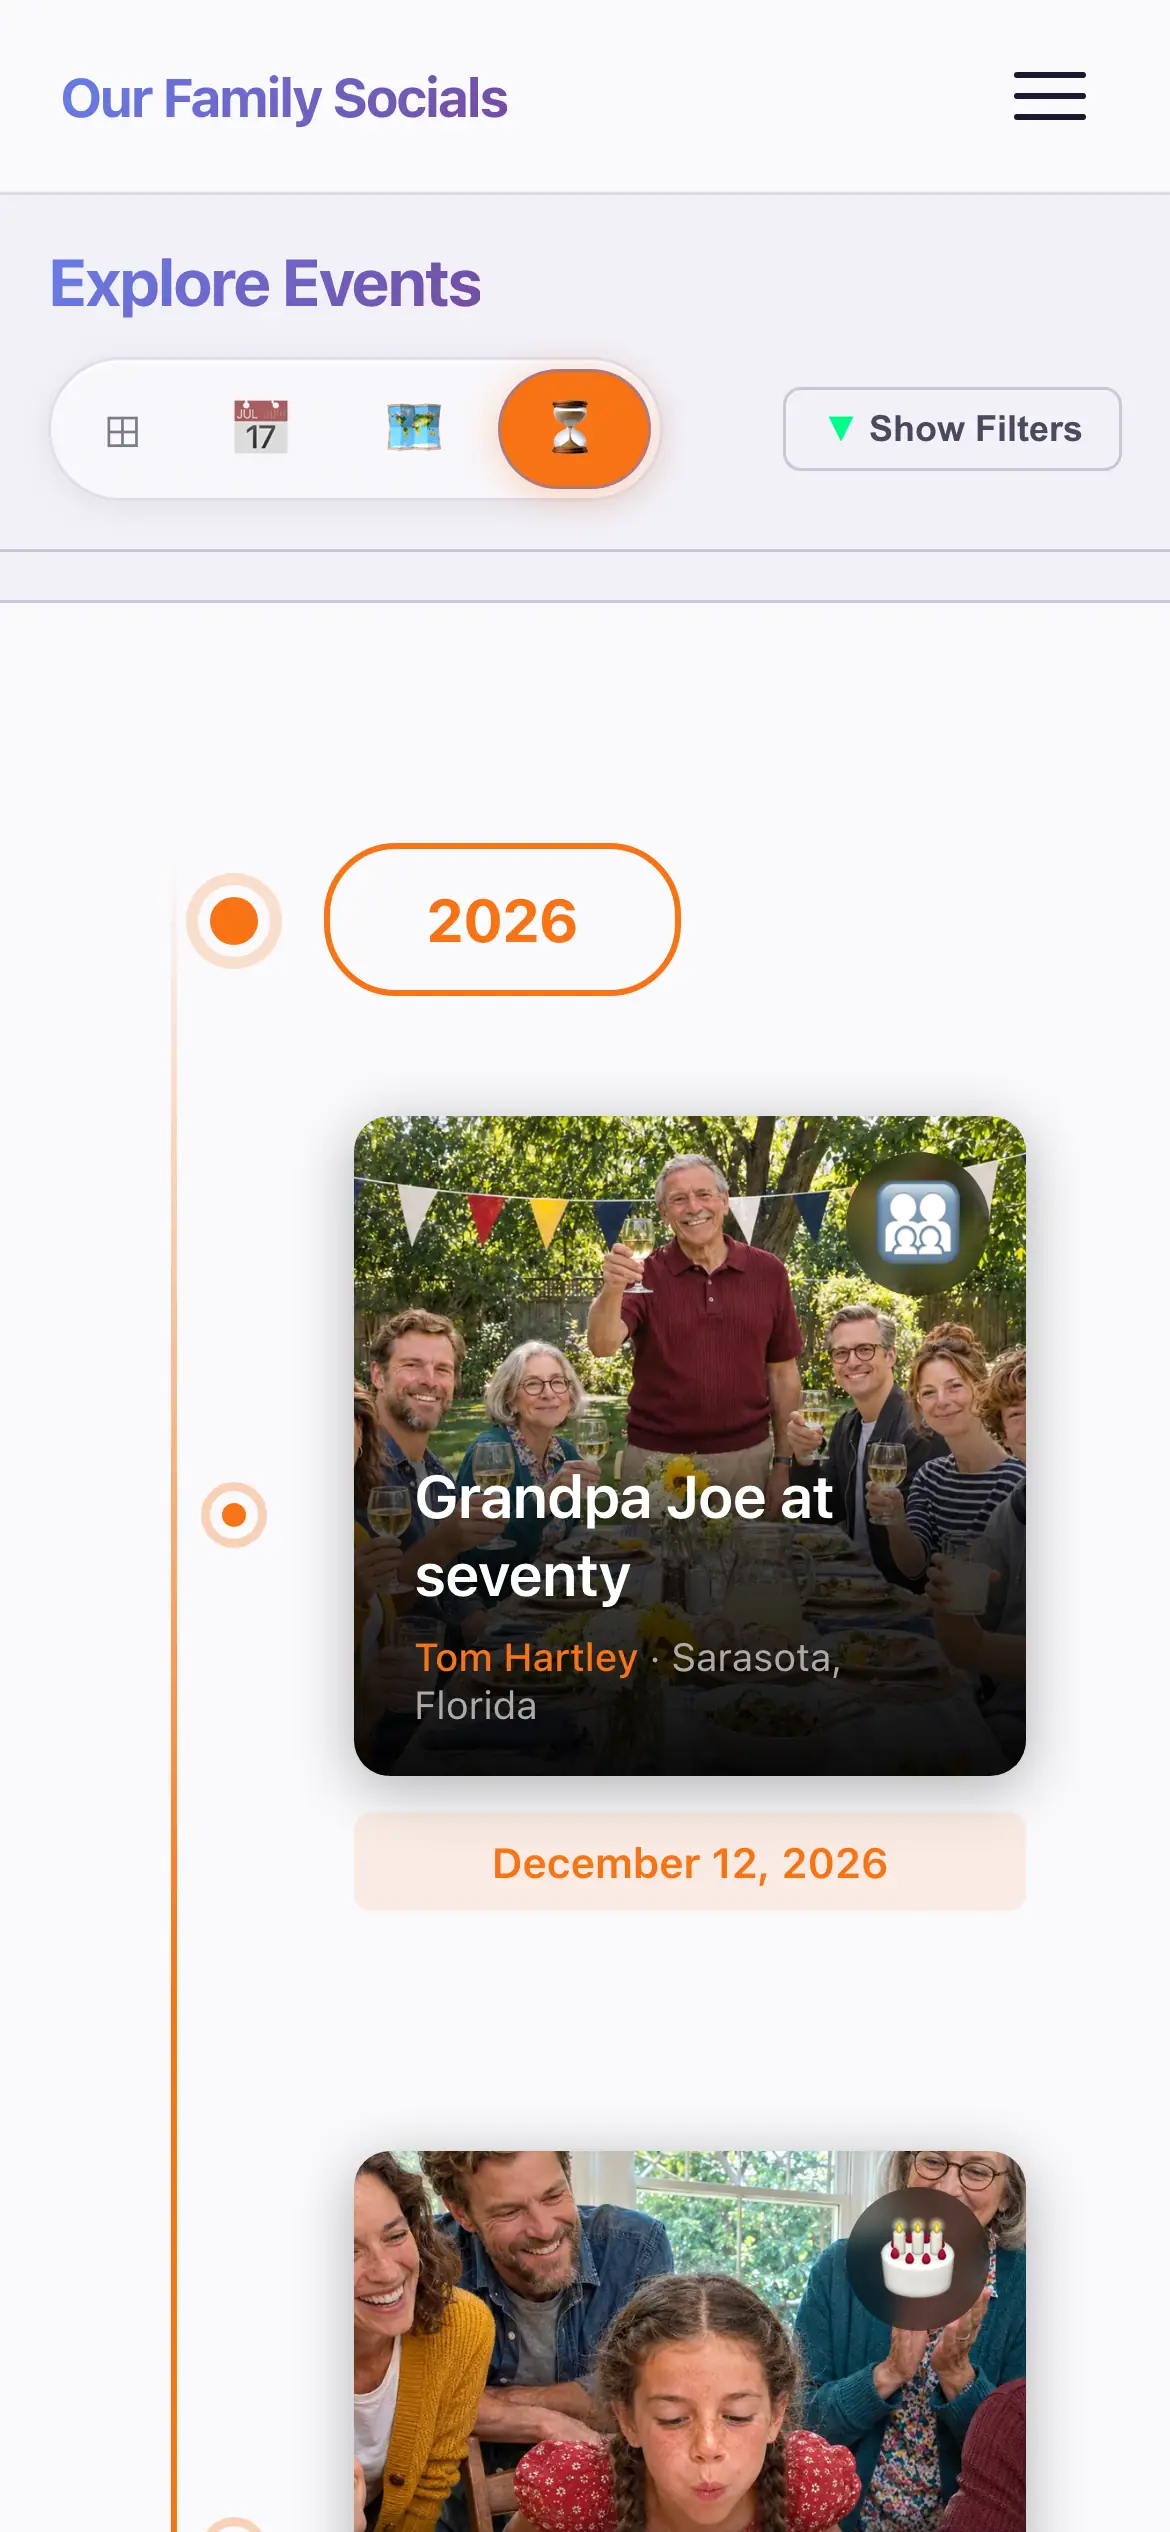 Our Family Socials
Explore Events
JUL
17
▼ Show Filters
2026
Grandpa Joe at
seventy
Tom Hartley · Sarasota,
Florida
December 12, 2026